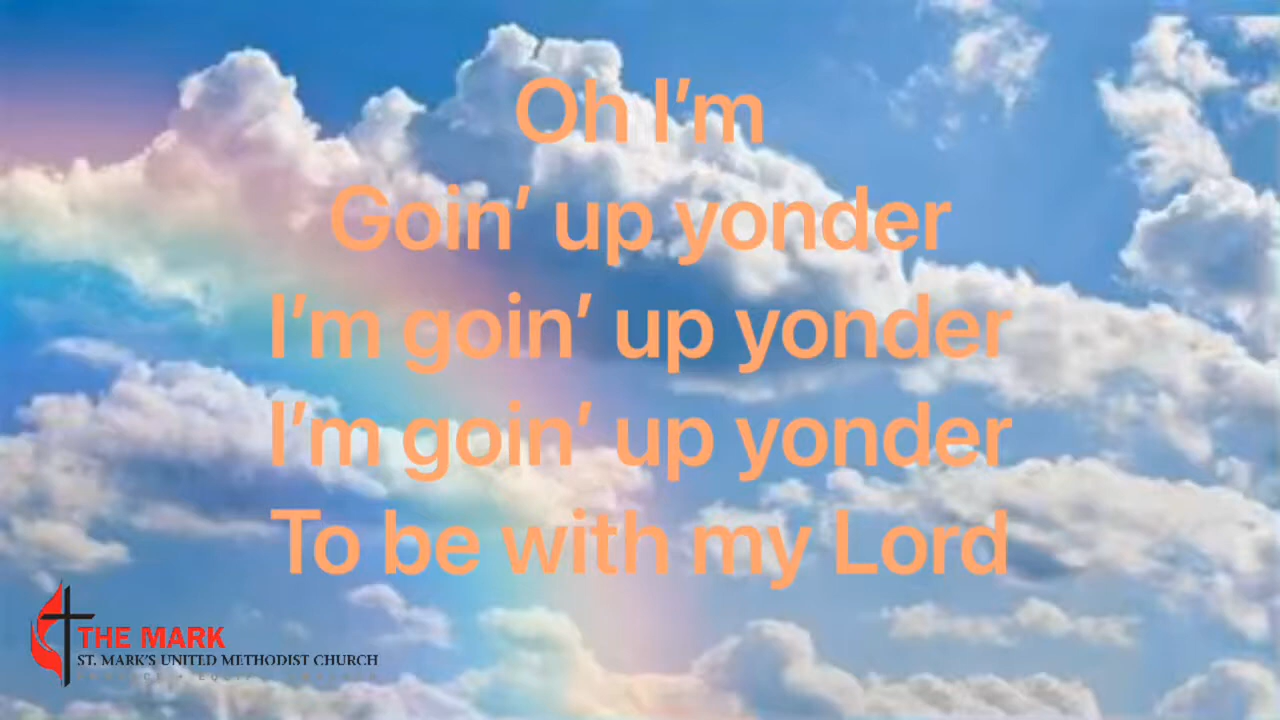 Oh I’m
Goin’ up yonder
I’m goin’ up yonder
I’m goin’ up yonder
To be with my Lord
THE MARK
ST. MARK'S UNITED METHODIST CHURCH